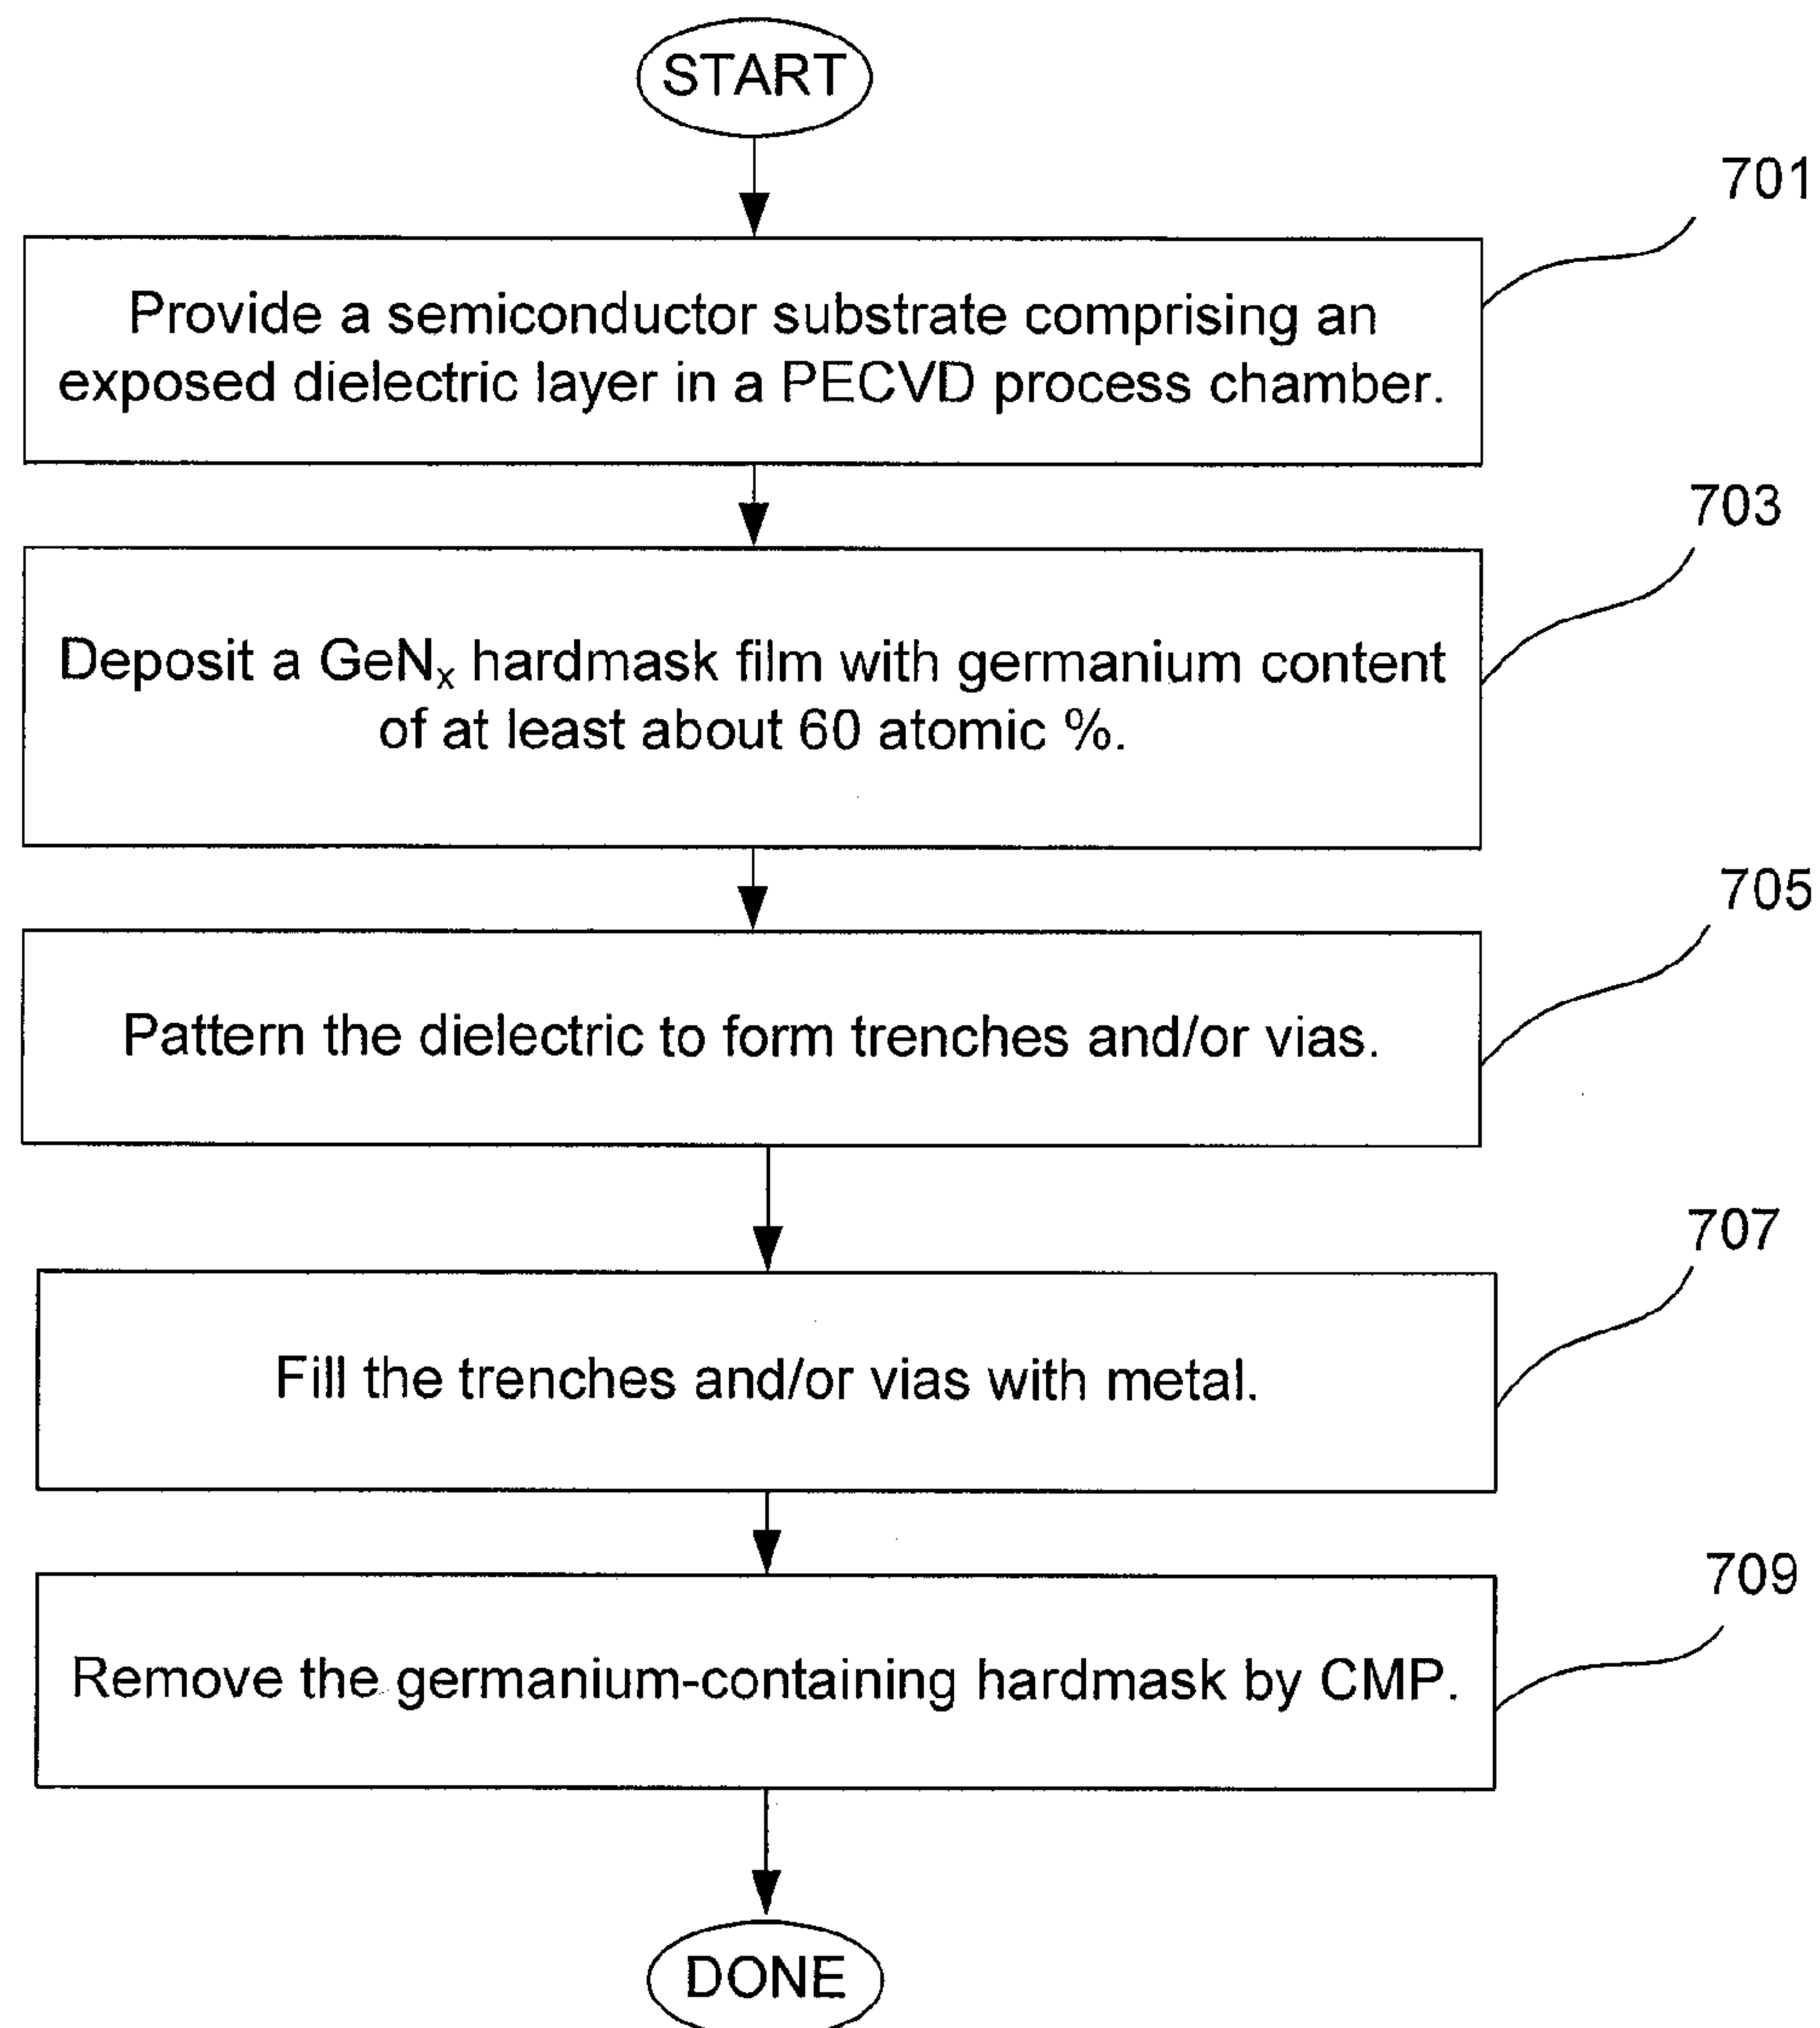 START
701
Provide a semiconductor substrate comprising an
exposed dielectric layer in a PECVD process chamber.
703
Deposit a GeNₓ hardmask film with germanium content
of at least about 60 atomic %.
705
Pattern the dielectric to form trenches and/or vias.
707
Fill the trenches and/or vias with metal.
709
Remove the germanium-containing hardmask by CMP.
DONE